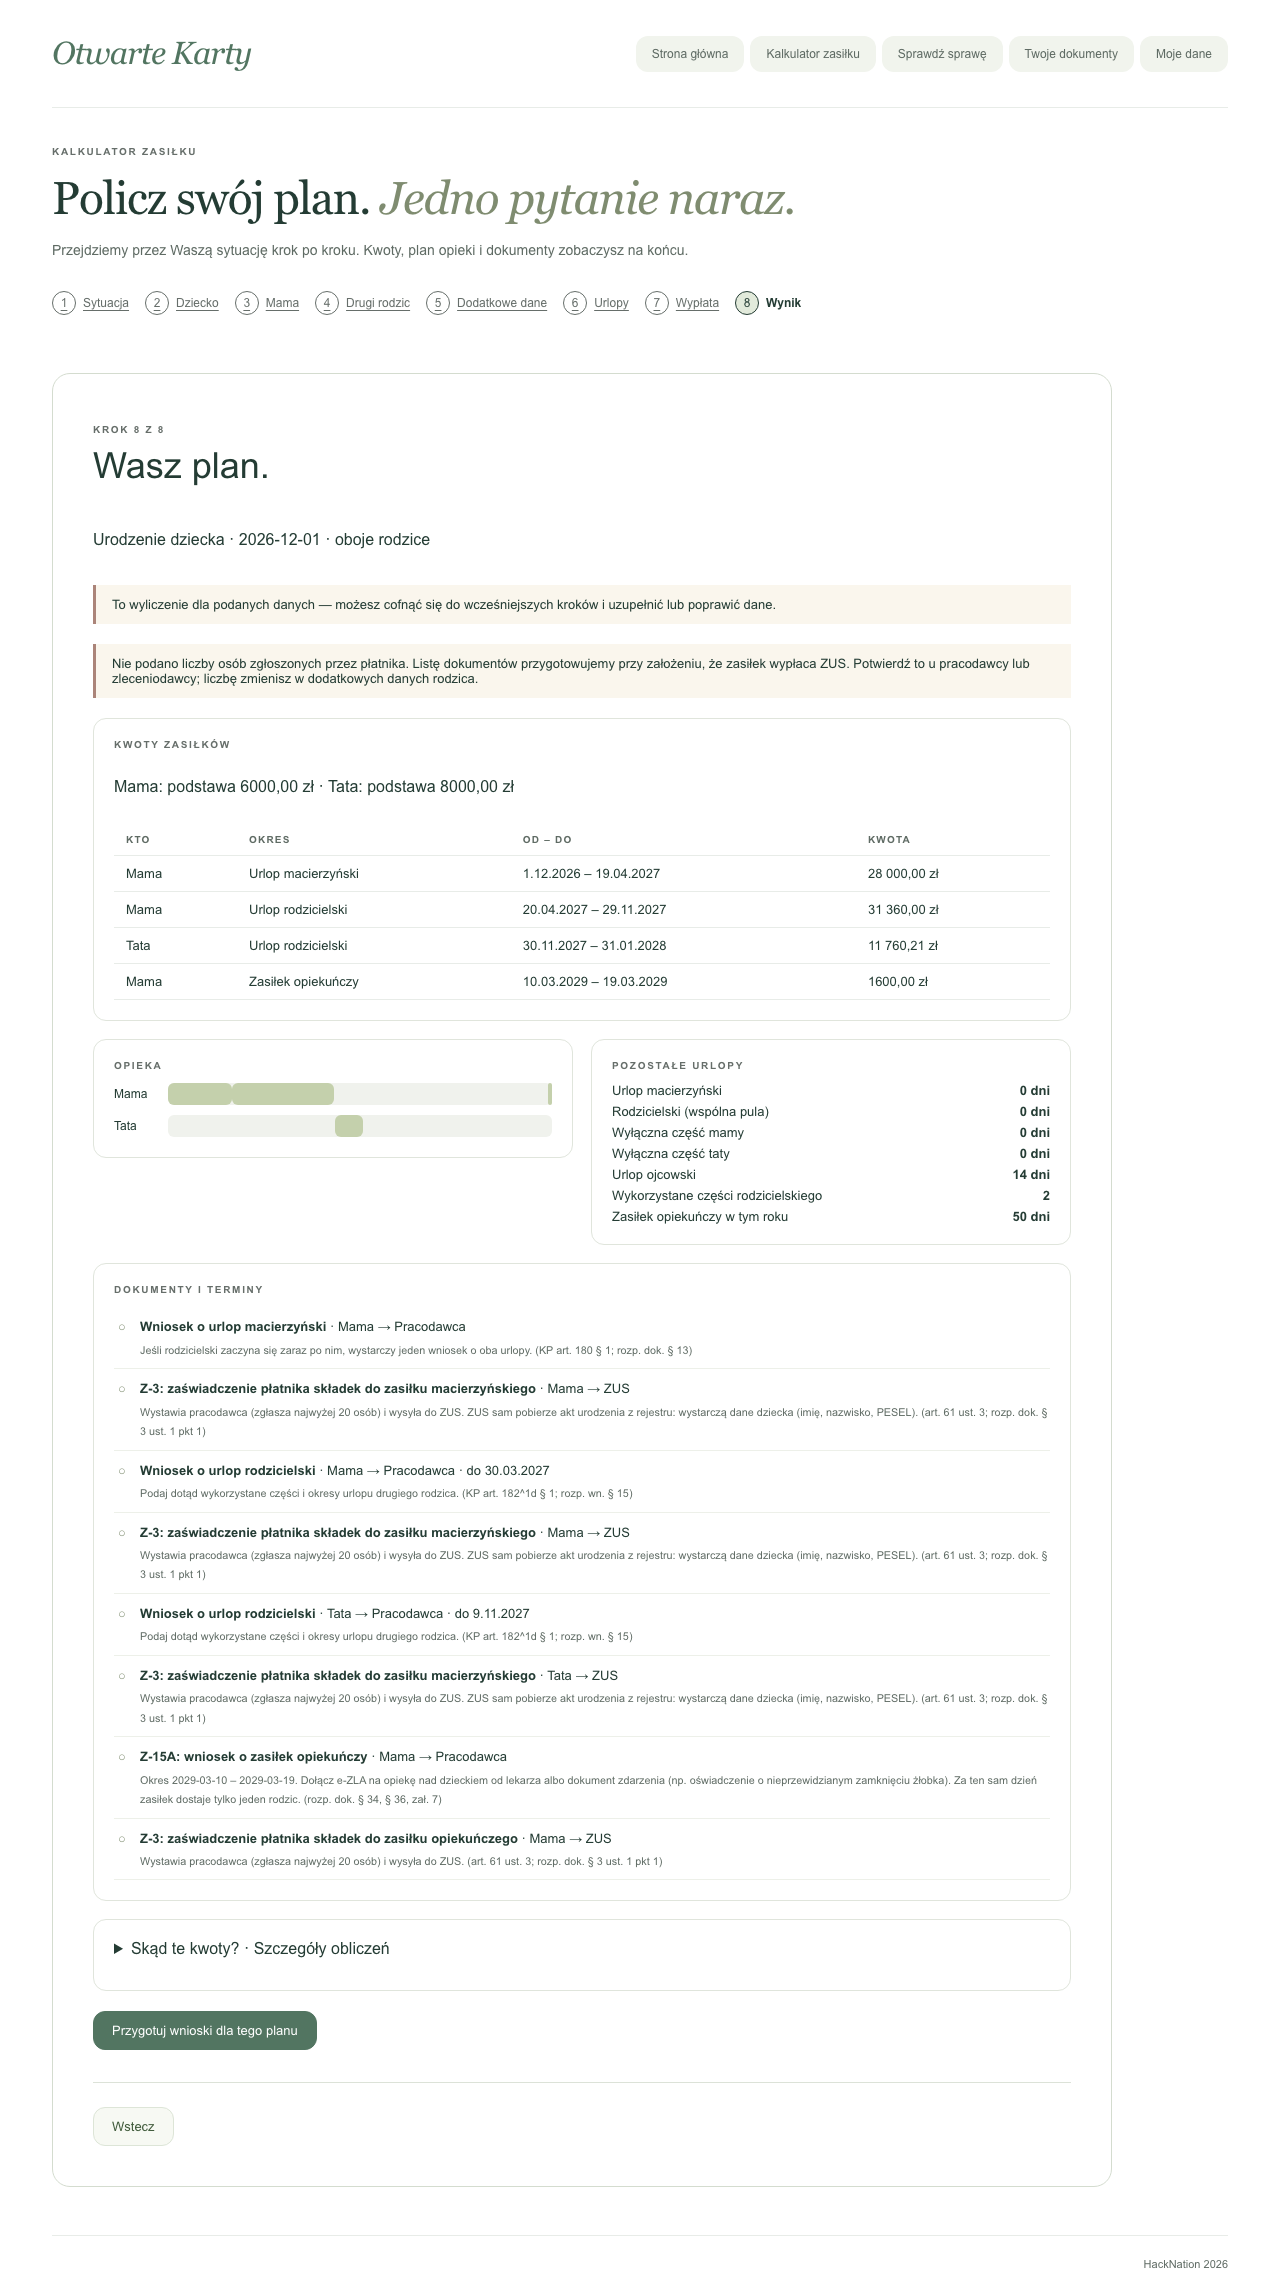 Otwarte Karty
Strona główna
Kalkulator zasiłku
Sprawdź sprawę
Twoje dokumenty
Moje dane
KALKULATOR ZASIŁKU
Policz swój plan. Jedno pytanie naraz.
Przejdziemy przez Waszą sytuację krok po kroku. Kwoty, plan opieki i dokumenty zobaczysz na końcu.
1 Sytuacja 2 Dziecko 3 Mama 4 Drugi rodzic 5 Dodatkowe dane 6 Urlopy 7 Wypłata 8 Wynik
KROK 8 Z 8
Wasz plan.
Urodzenie dziecka · 2026-12-01 · oboje rodzice
To wyliczenie dla podanych danych — możesz cofnąć się do wcześniejszych kroków i uzupełnić lub poprawić dane.
Nie podano liczby osób zgłoszonych przez płatnika. Listę dokumentów przygotowujemy przy założeniu, że zasiłek wypłaca ZUS. Potwierdź to u pracodawcy lub
zleceniodawcy; liczbę zmienisz w dodatkowych danych rodzica.
KWOTY ZASIŁKÓW
Mama: podstawa 6000,00 zł · Tata: podstawa 8000,00 zł
KTO OKRES OD – DO KWOTA
Mama Urlop macierzyński 1.12.2026 – 19.04.2027 28 000,00 zł
Mama Urlop rodzicielski 20.04.2027 – 29.11.2027 31 360,00 zł
Tata Urlop rodzicielski 30.11.2027 – 31.01.2028 11 760,21 zł
Mama Zasiłek opiekuńczy 10.03.2029 – 19.03.2029 1600,00 zł
OPIEKA
Mama
Tata
POZOSTAŁE URLOPY
Urlop macierzyński 0 dni
Rodzicielski (wspólna pula) 0 dni
Wyłączna część mamy 0 dni
Wyłączna część taty 0 dni
Urlop ojcowski 14 dni
Wykorzystane części rodzicielskiego 2
Zasiłek opiekuńczy w tym roku 50 dni
DOKUMENTY I TERMINY
○ Wniosek o urlop macierzyński · Mama → Pracodawca
Jeśli rodzicielski zaczyna się zaraz po nim, wystarczy jeden wniosek o oba urlopy. (KP art. 180 § 1; rozp. dok. § 13)
○ Z-3: zaświadczenie płatnika składek do zasiłku macierzyńskiego · Mama → ZUS
Wystawia pracodawca (zgłasza najwyżej 20 osób) i wysyła do ZUS. ZUS sam pobierze akt urodzenia z rejestru: wystarczą dane dziecka (imię, nazwisko, PESEL). (art. 61 ust. 3; rozp. dok. §
3 ust. 1 pkt 1)
○ Wniosek o urlop rodzicielski · Mama → Pracodawca · do 30.03.2027
Podaj dotąd wykorzystane części i okresy urlopu drugiego rodzica. (KP art. 182^1d § 1; rozp. wn. § 15)
○ Z-3: zaświadczenie płatnika składek do zasiłku macierzyńskiego · Mama → ZUS
Wystawia pracodawca (zgłasza najwyżej 20 osób) i wysyła do ZUS. ZUS sam pobierze akt urodzenia z rejestru: wystarczą dane dziecka (imię, nazwisko, PESEL). (art. 61 ust. 3; rozp. dok. §
3 ust. 1 pkt 1)
○ Wniosek o urlop rodzicielski · Tata → Pracodawca · do 9.11.2027
Podaj dotąd wykorzystane części i okresy urlopu drugiego rodzica. (KP art. 182^1d § 1; rozp. wn. § 15)
○ Z-3: zaświadczenie płatnika składek do zasiłku macierzyńskiego · Tata → ZUS
Wystawia pracodawca (zgłasza najwyżej 20 osób) i wysyła do ZUS. ZUS sam pobierze akt urodzenia z rejestru: wystarczą dane dziecka (imię, nazwisko, PESEL). (art. 61 ust. 3; rozp. dok. §
3 ust. 1 pkt 1)
○ Z-15A: wniosek o zasiłek opiekuńczy · Mama → Pracodawca
Okres 2029-03-10 – 2029-03-19. Dołącz e-ZLA na opiekę nad dzieckiem od lekarza albo dokument zdarzenia (np. oświadczenie o nieprzewidzianym zamknięciu żłobka). Za ten sam dzień
zasiłek dostaje tylko jeden rodzic. (rozp. dok. § 34, § 36, zał. 7)
○ Z-3: zaświadczenie płatnika składek do zasiłku opiekuńczego · Mama → ZUS
Wystawia pracodawca (zgłasza najwyżej 20 osób) i wysyła do ZUS. (art. 61 ust. 3; rozp. dok. § 3 ust. 1 pkt 1)
▶ Skąd te kwoty? · Szczegóły obliczeń
Przygotuj wnioski dla tego planu
Wstecz
HackNation 2026